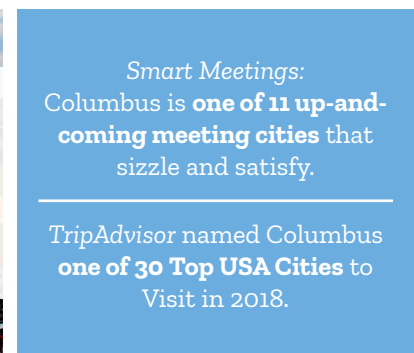 Smart Meetings:
Columbus is one of 11 up-and-
coming meeting cities that
sizzle and satisfy.
TripAdvisor named Columbus
one of 30 Top USA Cities to
Visit in 2018.